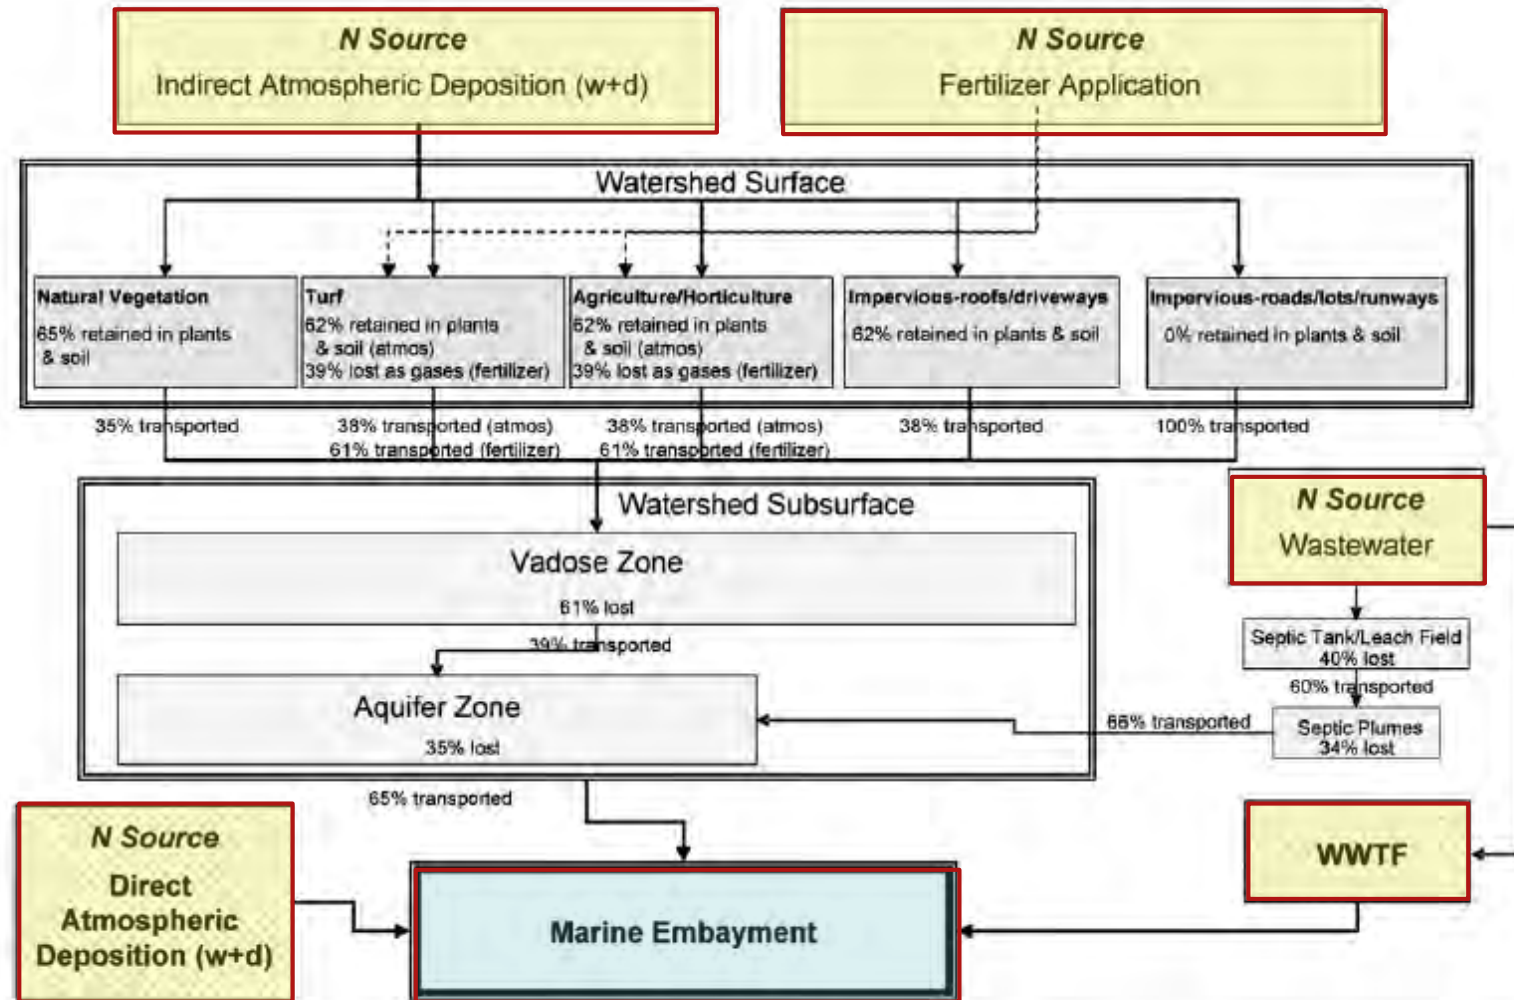 N Source
Indirect Atmospheric Deposition (w+d)
N Source
Fertilizer Application
Watershed Surface
Natural Vegetation
65% retained in plants
& soil
Turf
62% retained in plants
& soil (atmos)
39% lost as gases (fertilizer)
Agriculture/Horticulture
62% retained in plants
& soil (atmos)
39% lost as gases (fertilizer)
Impervious-roofs/driveways
62% retained in plants & soil
Impervious-roads/lots/runways
0% retained in plants & soil
35% transported
38% transported (atmos)
61% transported (fertilizer)
38% transported (atmos)
61% transported (fertilizer)
38% transported
100% transported
Watershed Subsurface
Vadose Zone
61% lost
39% transported
Aquifer Zone
35% lost
65% transported
N Source
Wastewater
Septic Tank/Leach Field
40% lost
60% transported
Septic Plumes
34% lost
66% transported
N Source
Direct
Atmospheric
Deposition (w+d)
Marine Embayment
WWTF